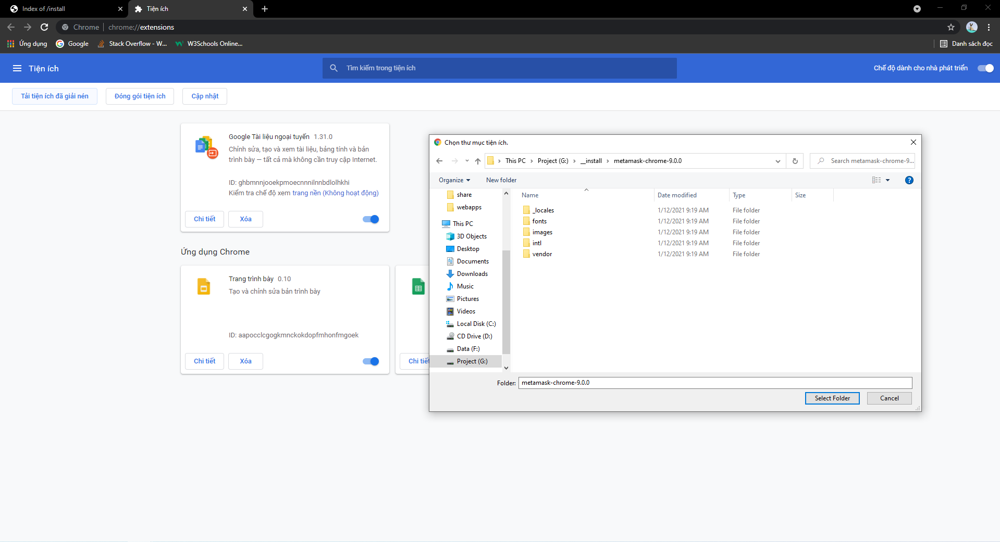 Index of /install
Tiện ích
Chrome
chrome://extensions
Ứng dụng
Google
Stack Overflow - W...
W3Schools Online...
Danh sách đọc
Tiện ích
Tìm kiếm trong tiện ích
Chế độ dành cho nhà phát triển
Tải tiện ích đã giải nén
Đóng gói tiện ích
Cập nhật
Google Tài liệu ngoại tuyến 1.31.0
Chỉnh sửa, tạo và xem tài liệu, bảng tính và bản
trình bày — tất cả mà không cần truy cập Internet.
ID: ghbmnnjooekpmoecnnnilnnbdlolhkhi
Kiểm tra chế độ xem trang nền (Không hoạt động)
Chi tiết
Xóa
Ứng dụng Chrome
Trang trình bày 0.10
Tạo và chỉnh sửa bản trình bày
ID: aapocclcgogkmnckokdopfmhonfmgoek
Chi tiết
Xóa
Chi tiết
Chọn thư mục tiện ích.
This PC
Project (G:)
__install
metamask-chrome-9.0.0
Search metamask-chrome-9...
Organize
New folder
share
webapps
This PC
3D Objects
Desktop
Documents
Downloads
Music
Pictures
Videos
Local Disk (C:)
CD Drive (D:)
Data (F:)
Project (G:)
Name Date modified Type Size
_locales 1/12/2021 9:19 AM File folder
fonts 1/12/2021 9:19 AM File folder
images 1/12/2021 9:19 AM File folder
intl 1/12/2021 9:19 AM File folder
vendor 1/12/2021 9:19 AM File folder
Folder: metamask-chrome-9.0.0
Select Folder
Cancel